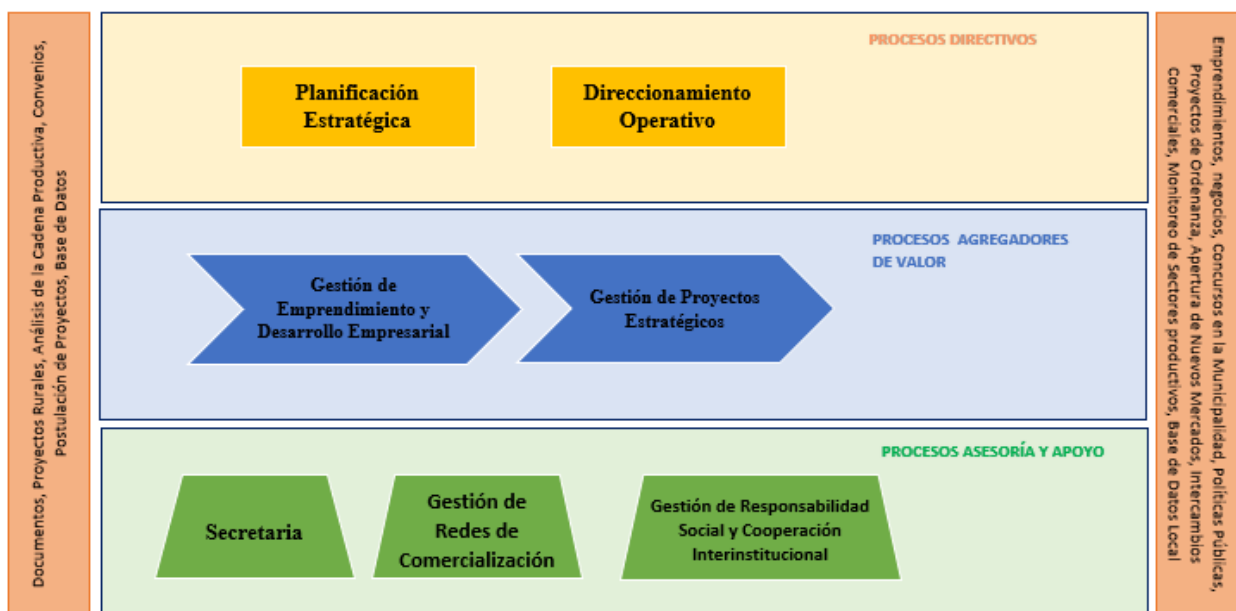 Documentos, Proyectos Rurales, Análisis de la Cadena Productiva, Convenios,
Postulación de Proyectos, Base de Datos
PROCESOS DIRECTIVOS
Planificación
Estratégica
Direccionamiento
Operativo
PROCESOS AGREGADORES
DE VALOR
Gestión de
Emprendimiento y
Desarrollo Empresarial
Gestión de Proyectos
Estratégicos
PROCESOS ASESORÍA Y APOYO
Secretaria
Gestión de
Redes de
Comercialización
Gestión de Responsabilidad
Social y Cooperación
Interinstitucional
Emprendimientos, negocios, Concursos en la Municipalidad, Políticas Públicas,
Proyectos de Ordenanza, Apertura de Nuevos Mercados, Intercambios
Comerciales, Monitoreo de Sectores productivos, Base de Datos Local